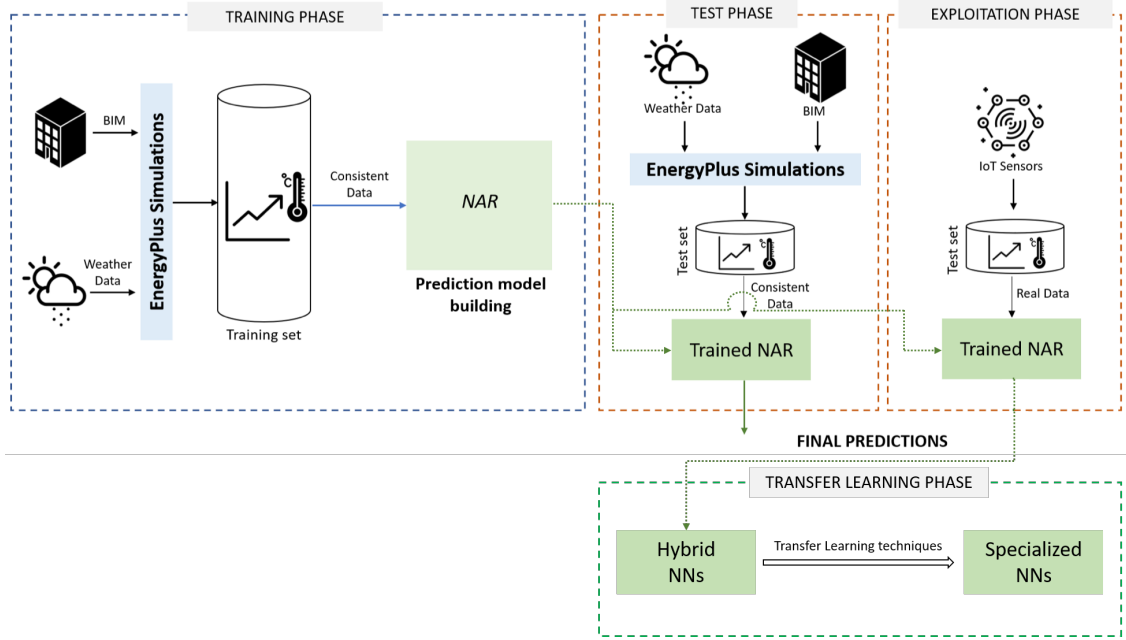 TRAINING PHASE
BIM
Weather
Data
EnergyPlus Simulations
°C
Training set
Consistent
Data
NAR
Prediction model
building
TEST PHASE
Weather Data
BIM
EnergyPlus Simulations
Test set
°C
Consistent
Data
Trained NAR
EXPLOITATION PHASE
IoT Sensors
Test set
°C
Real Data
Trained NAR
FINAL PREDICTIONS
TRANSFER LEARNING PHASE
Hybrid
NNs
Transfer Learning techniques
Specialized
NNs